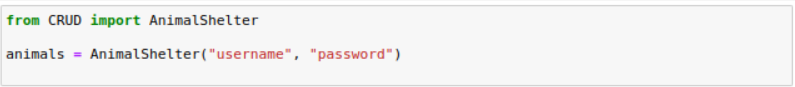 from CRUD import AnimalShelter
animals = AnimalShelter("username", "password")